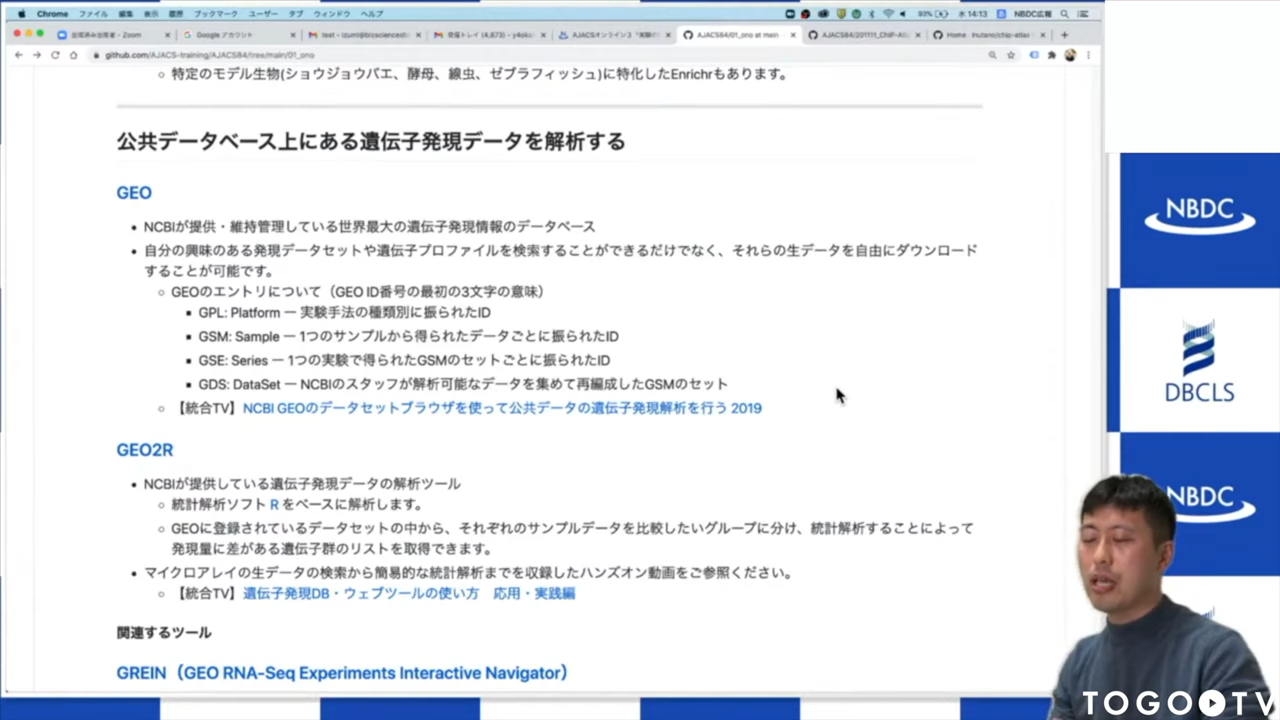 Chrome ファイル 編集 表示 履歴 ブックマーク ユーザー タブ ウィンドウ ヘルプ 93% 水 14:13 NBDC広報
Zoom Google アカウント AJACS84/01_ono at main
github.com/AJACS-training/AJACS84/tree/main/01_ono
特定のモデル生物(ショウジョウバエ、酵母、線虫、ゼブラフィッシュ)に特化したEnrichrもあります。
公共データベース上にある遺伝子発現データを解析する
GEO
NCBIが提供・維持管理している世界最大の遺伝子発現情報のデータベース
自分の興味のある発現データセットや遺伝子プロファイルを検索することができるだけでなく、それらの生データを自由にダウンロード
することが可能です。
GEOのエントリについて（GEO ID番号の最初の3文字の意味）
GPL: Platform ー 実験手法の種類別に振られたID
GSM: Sample ー 1つのサンプルから得られたデータごとに振られたID
GSE: Series ー 1つの実験で得られたGSMのセットごとに振られたID
GDS: DataSet ー NCBIのスタッフが解析可能なデータを集めて再編成したGSMのセット
【統合TV】NCBI GEOのデータセットブラウザを使って公共データの遺伝子発現解析を行う 2019
GEO2R
NCBIが提供している遺伝子発現データの解析ツール
統計解析ソフト R をベースに解析します。
GEOに登録されているデータセットの中から、それぞれのサンプルデータを比較したいグループに分け、統計解析することによって
発現量に差がある遺伝子群のリストを取得できます。
マイクロアレイの生データの検索から簡易的な統計解析までを収録したハンズオン動画をご参照ください。
【統合TV】遺伝子発現DB・ウェブツールの使い方　応用・実践編
関連するツール
GREIN（GEO RNA-Seq Experiments Interactive Navigator）
NBDC
DBCLS
NBDC
TOGO TV